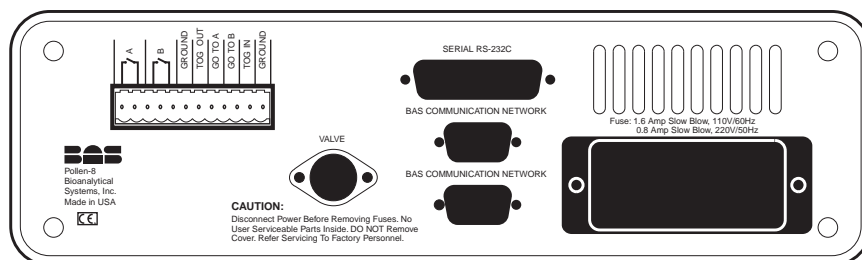 A
B
GROUND
TOG OUT
GO TO A
GO TO B
TOG IN
GROUND
SERIAL RS-232C
BAS COMMUNICATION NETWORK
BAS COMMUNICATION NETWORK
VALVE
Fuse: 1.6 Amp Slow Blow, 110V/60Hz
0.8 Amp Slow Blow, 220V/50Hz
BAS
Pollen-8
Bioanalytical
Systems, Inc.
Made in USA
CE
CAUTION:
Disconnect Power Before Removing Fuses. No
User Serviceable Parts Inside. DO NOT Remove
Cover. Refer Servicing To Factory Personnel.